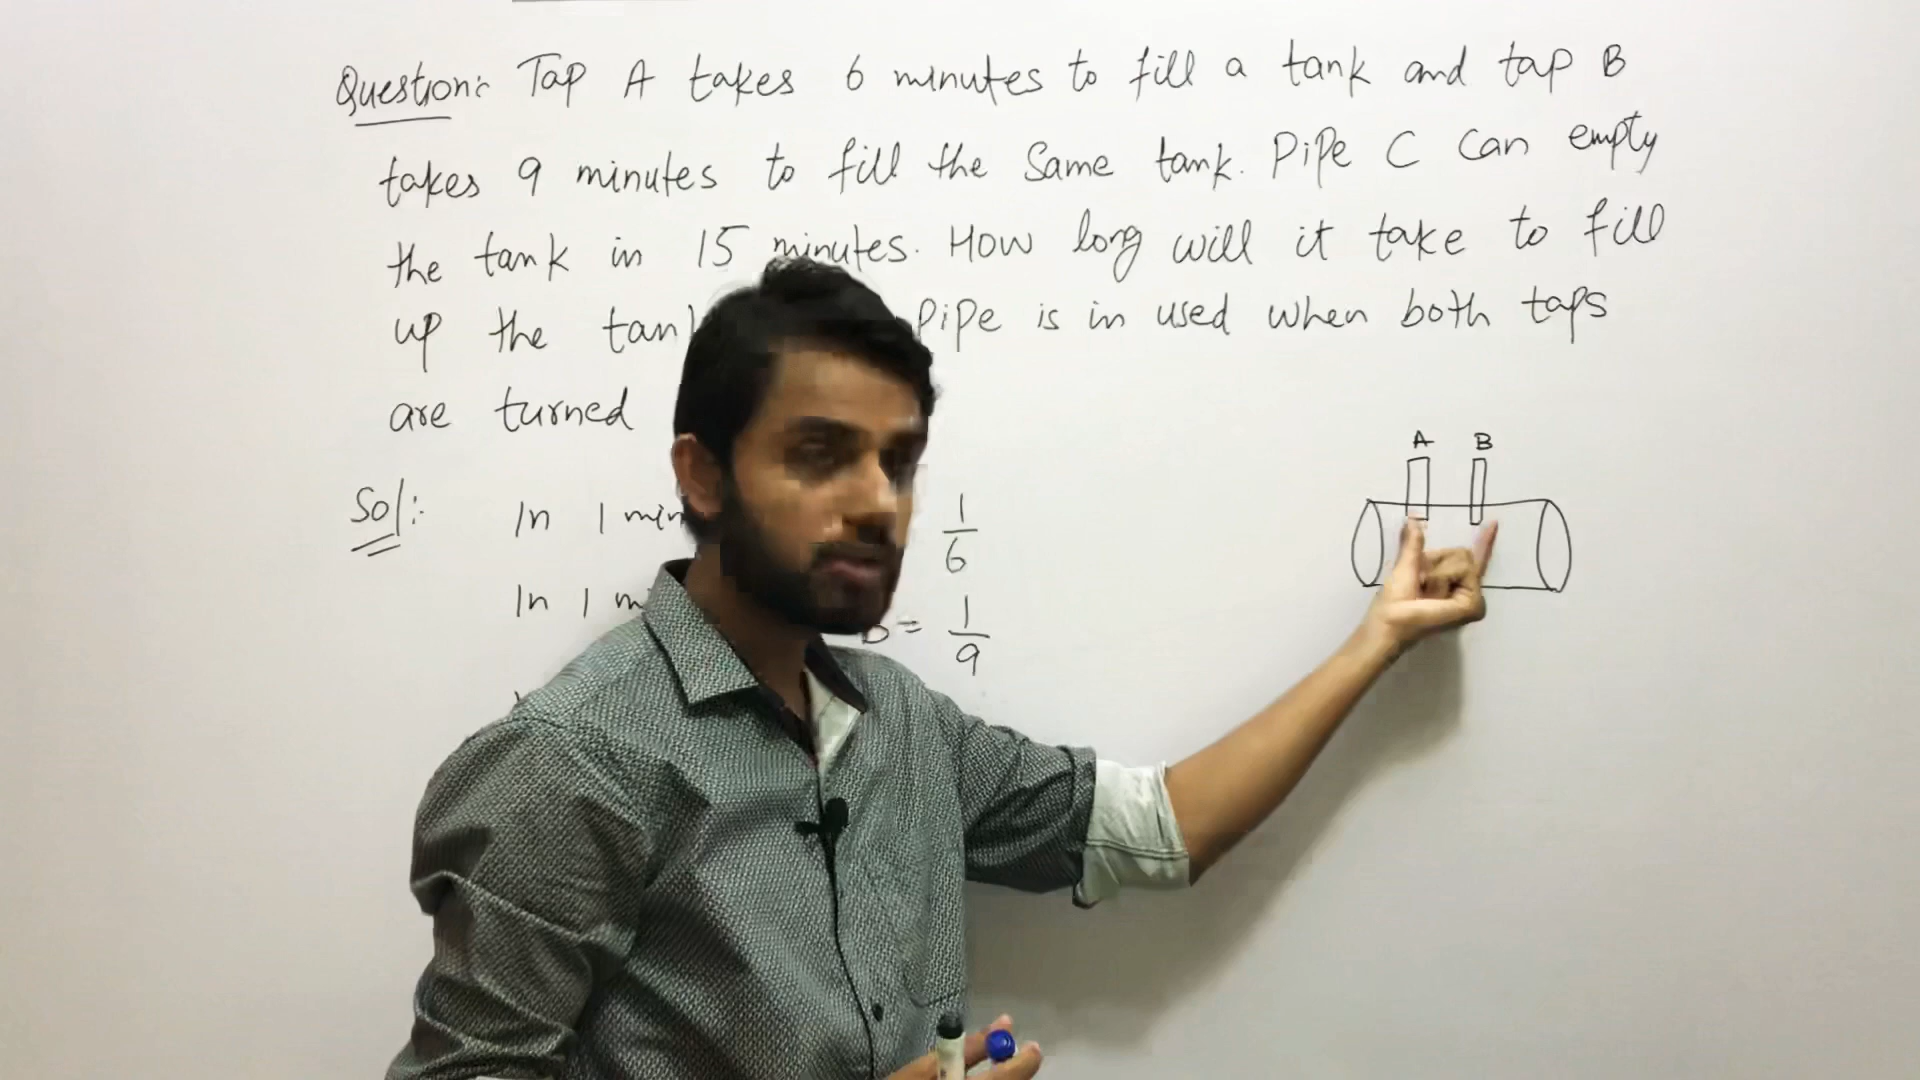 Question: Tap A takes 6 minutes to fill a tank and tap B
takes 9 minutes to fill the Same tank. Pipe C can empty
the tank in 15 minutes. How long will it take to fill
up the pipe is in used when both taps
are turned
Sol:
In 1 min 1/6
In 1 B = 1/9
A B